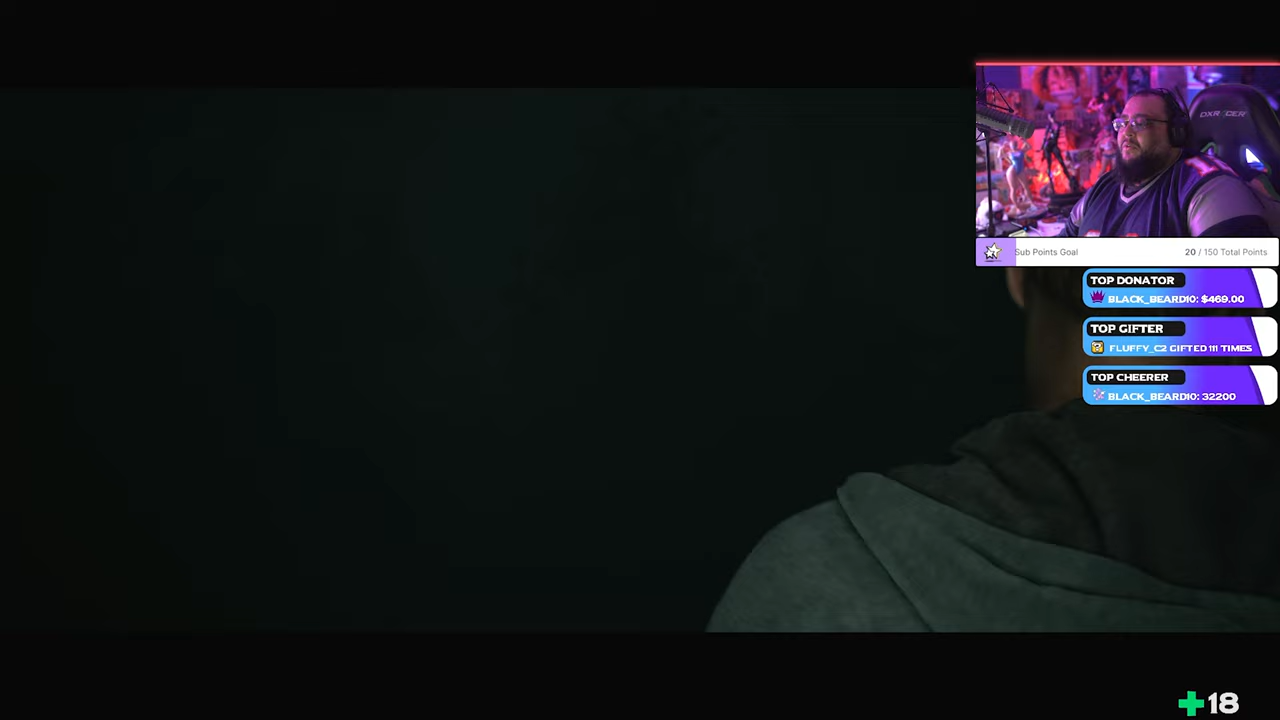 DXRACER
Sub Points Goal 20 / 150 Total Points
TOP DONATOR
BLACK_BEARD10: $469.00
TOP GIFTER
FLUFFY_C2 GIFTED 111 TIMES
TOP CHEERER
BLACK_BEARD10: 32200
+18